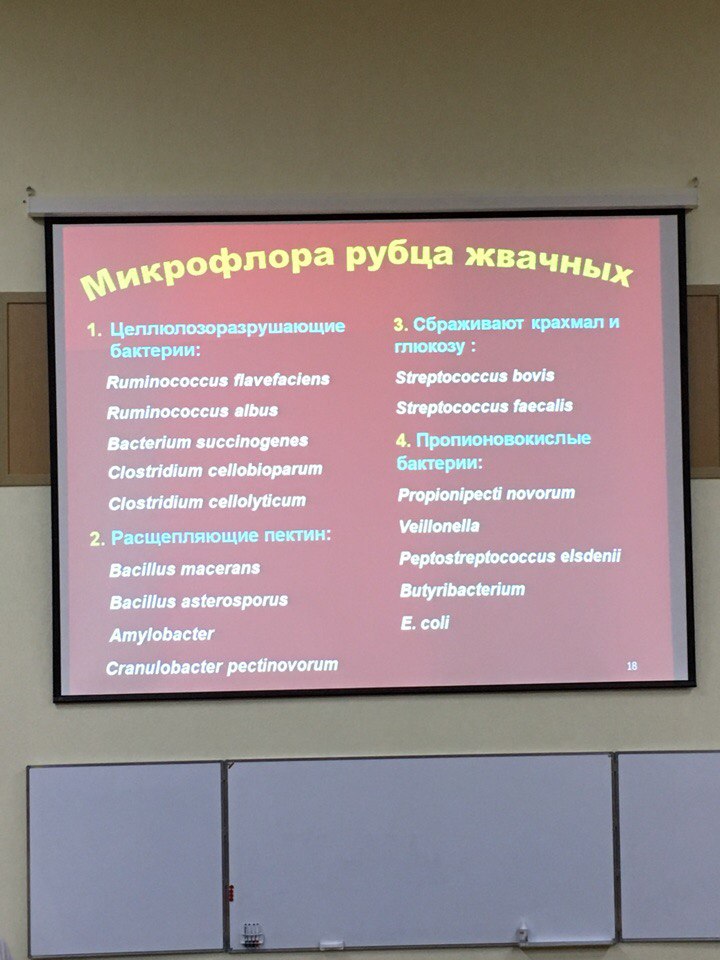 Микрофлора рубца жвачных
1. Целлюлозоразрушающие
бактерии:
Ruminococcus flavefaciens
Ruminococcus albus
Bacterium succinogenes
Clostridium cellobioparum
Clostridium cellolyticum
2. Расщепляющие пектин:
Bacillus macerans
Bacillus asterosporus
Amylobacter
Cranulobacter pectinovorum
3. Сбраживают крахмал и
глюкозу :
Streptococcus bovis
Streptococcus faecalis
4. Пропионовокислые
бактерии:
Propionipecti novorum
Veillonella
Peptostreptococcus elsdenii
Butyribacterium
E. coli
18